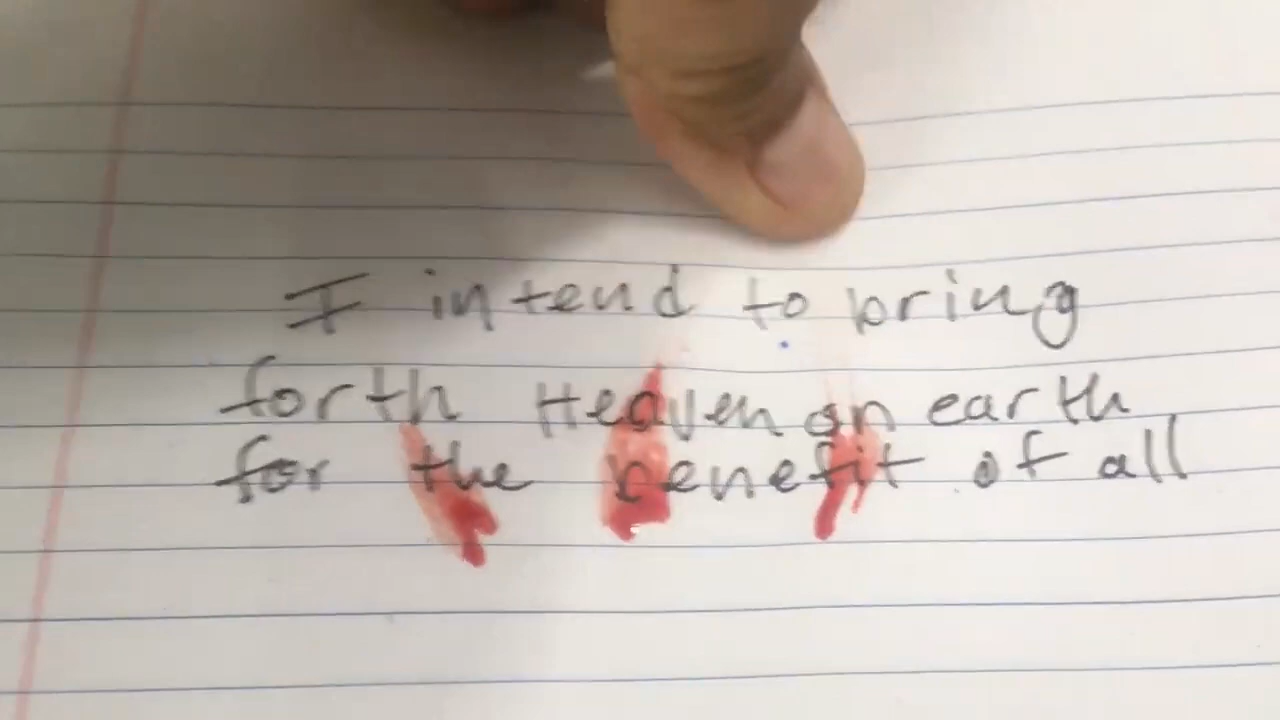 I intend to bring
forth Heaven on earth
for the benefit of all